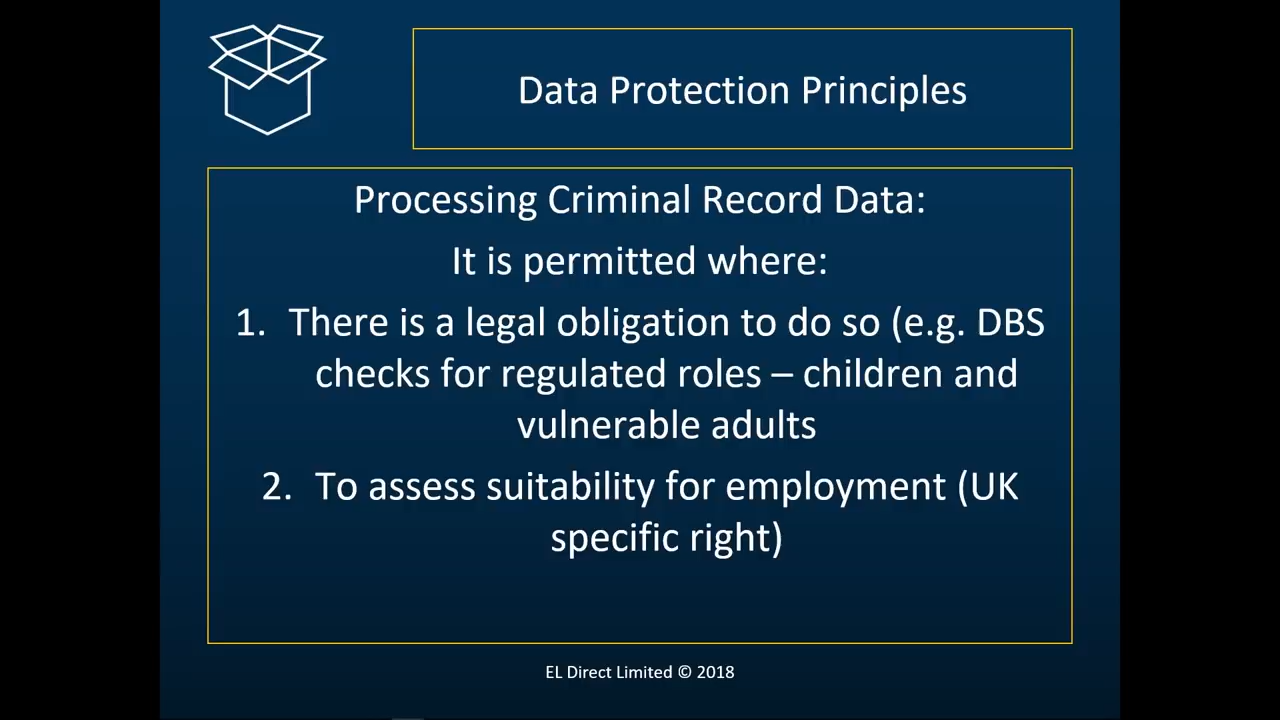 Data Protection Principles
Processing Criminal Record Data:
It is permitted where:
1. There is a legal obligation to do so (e.g. DBS
checks for regulated roles – children and
vulnerable adults
2. To assess suitability for employment (UK
specific right)
EL Direct Limited © 2018